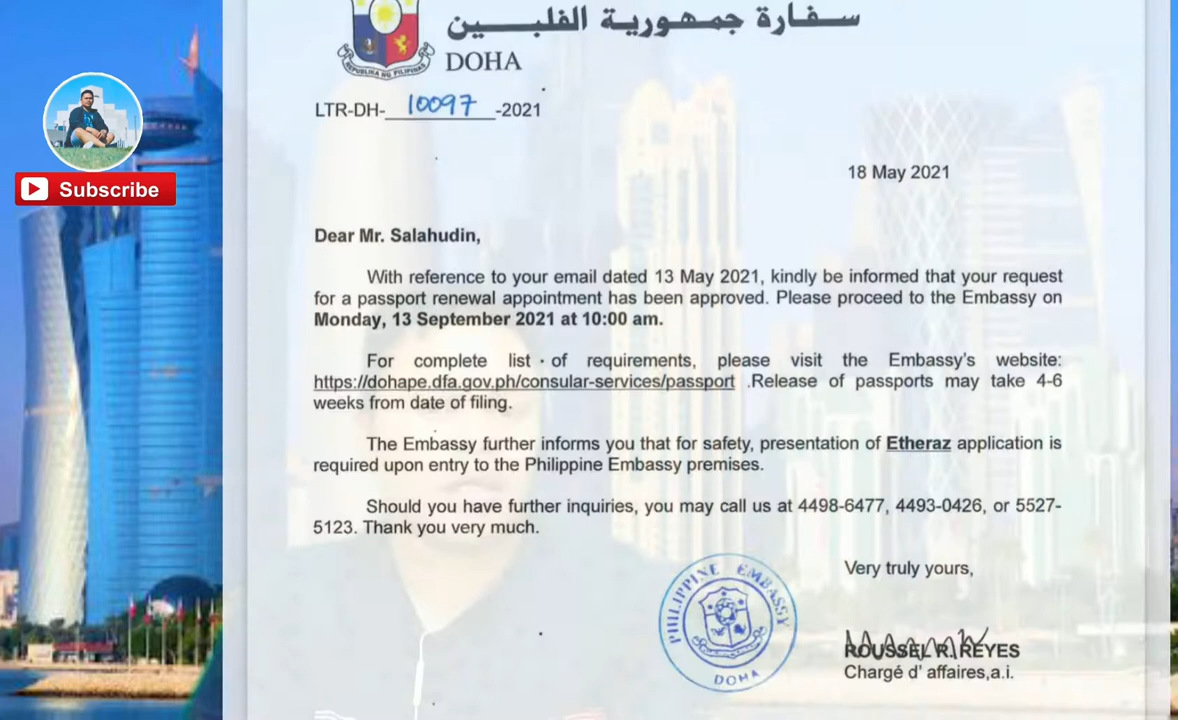 سفارة جمهورية الفلبين
REPUBLIKA NG PILIPINAS
DOHA
LTR-DH- 10097 -2021
18 May 2021
Subscribe
Dear Mr. Salahudin,
With reference to your email dated 13 May 2021, kindly be informed that your request
for a passport renewal appointment has been approved. Please proceed to the Embassy on
Monday, 13 September 2021 at 10:00 am.
For complete list of requirements, please visit the Embassy's website:
https://dohape.dfa.gov.ph/consular-services/passport .Release of passports may take 4-6
weeks from date of filing.
The Embassy further informs you that for safety, presentation of Etheraz application is
required upon entry to the Philippine Embassy premises.
Should you have further inquiries, you may call us at 4498-6477, 4493-0426, or 5527-
5123. Thank you very much.
Very truly yours,
PHILIPPINE EMBASSY
DOHA
ROUSSEL R. REYES
Chargé d' affaires,a.i.